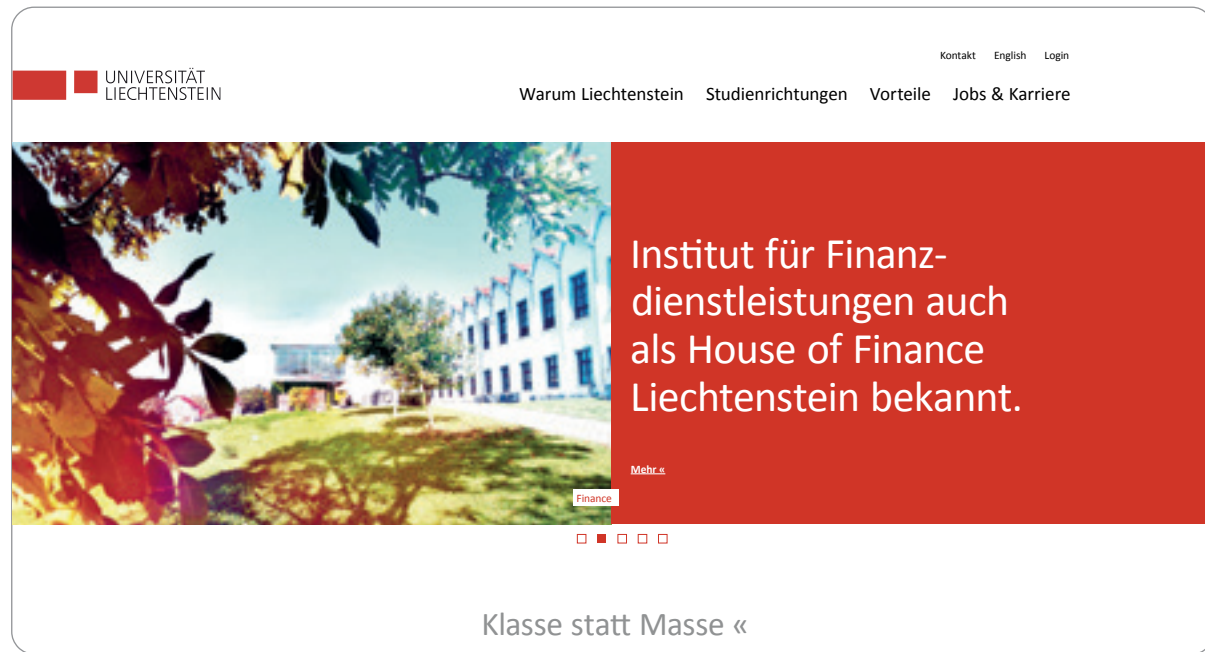 Kontakt English Login
UNIVERSITÄT
LIECHTENSTEIN
Warum Liechtenstein Studienrichtungen Vorteile Jobs & Karriere
Institut für Finanz-
dienstleistungen auch
als House of Finance
Liechtenstein bekannt.
Mehr «
Finance
Klasse statt Masse «